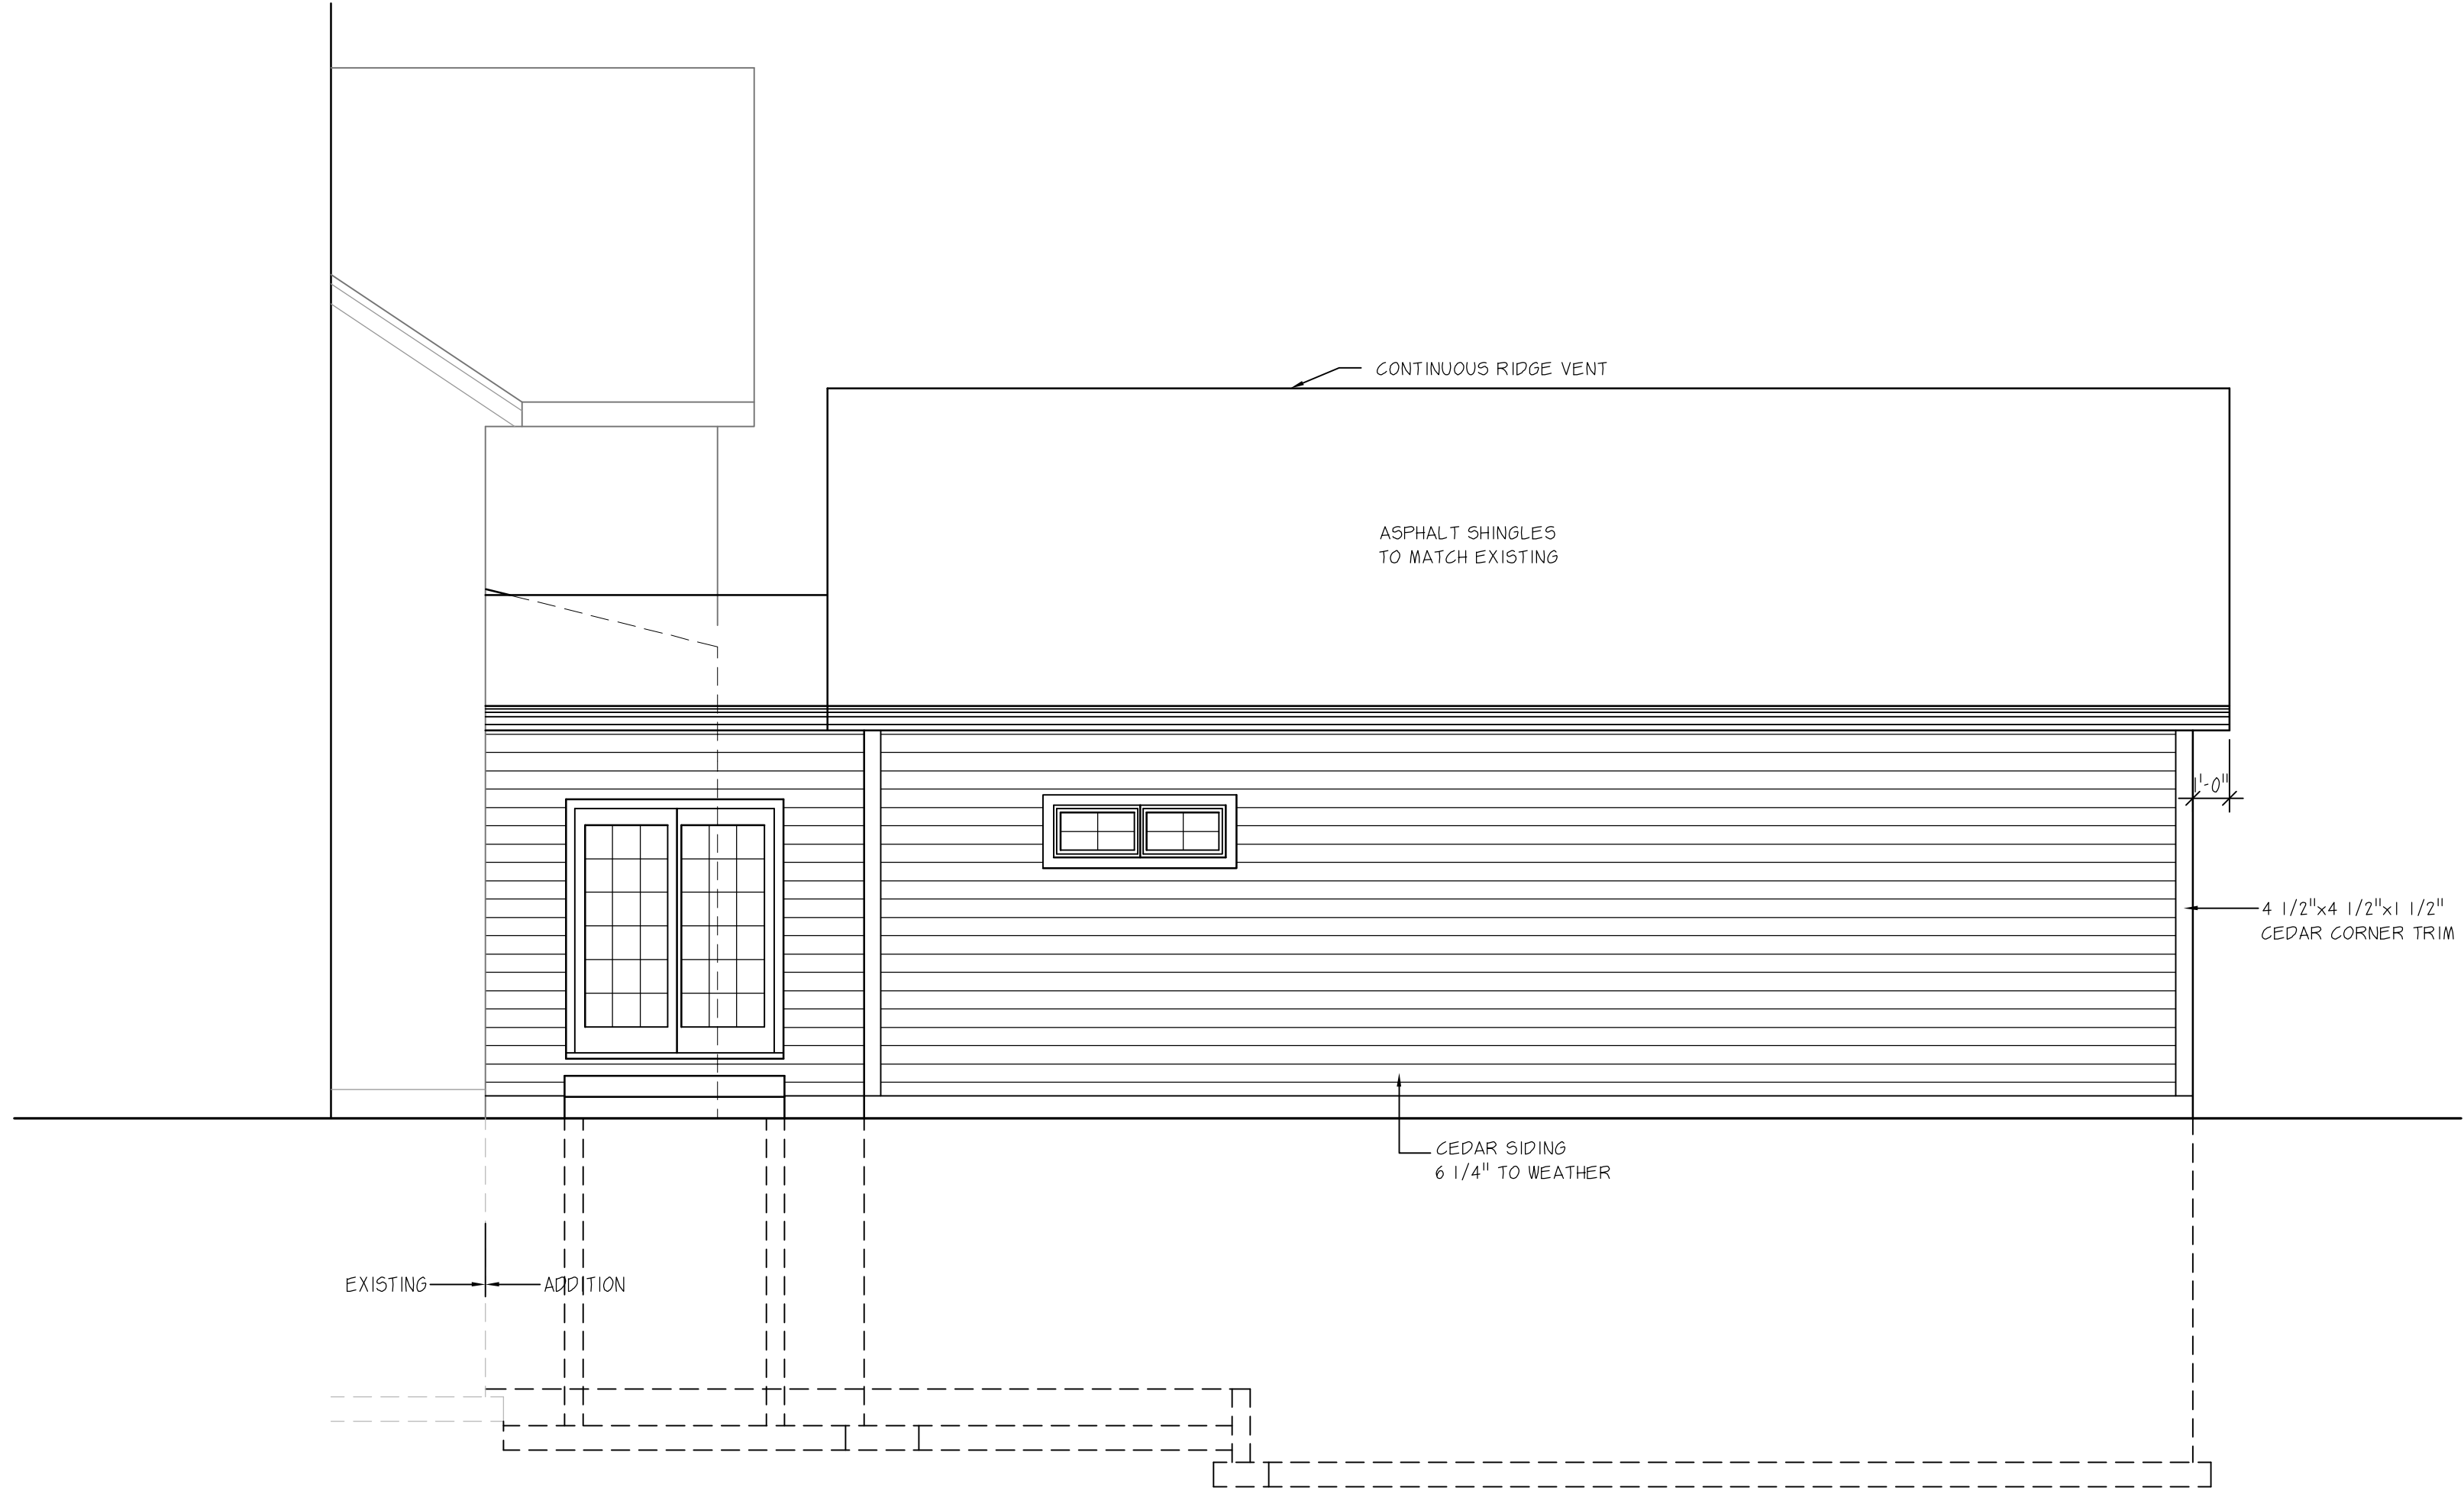 CONTINUOUS RIDGE VENT
ASPHALT SHINGLES
TO MATCH EXISTING
1'-0"
4 1/2"x4 1/2"x1 1/2"
CEDAR CORNER TRIM
CEDAR SIDING
6 1/4" TO WEATHER
EXISTING
ADDITION